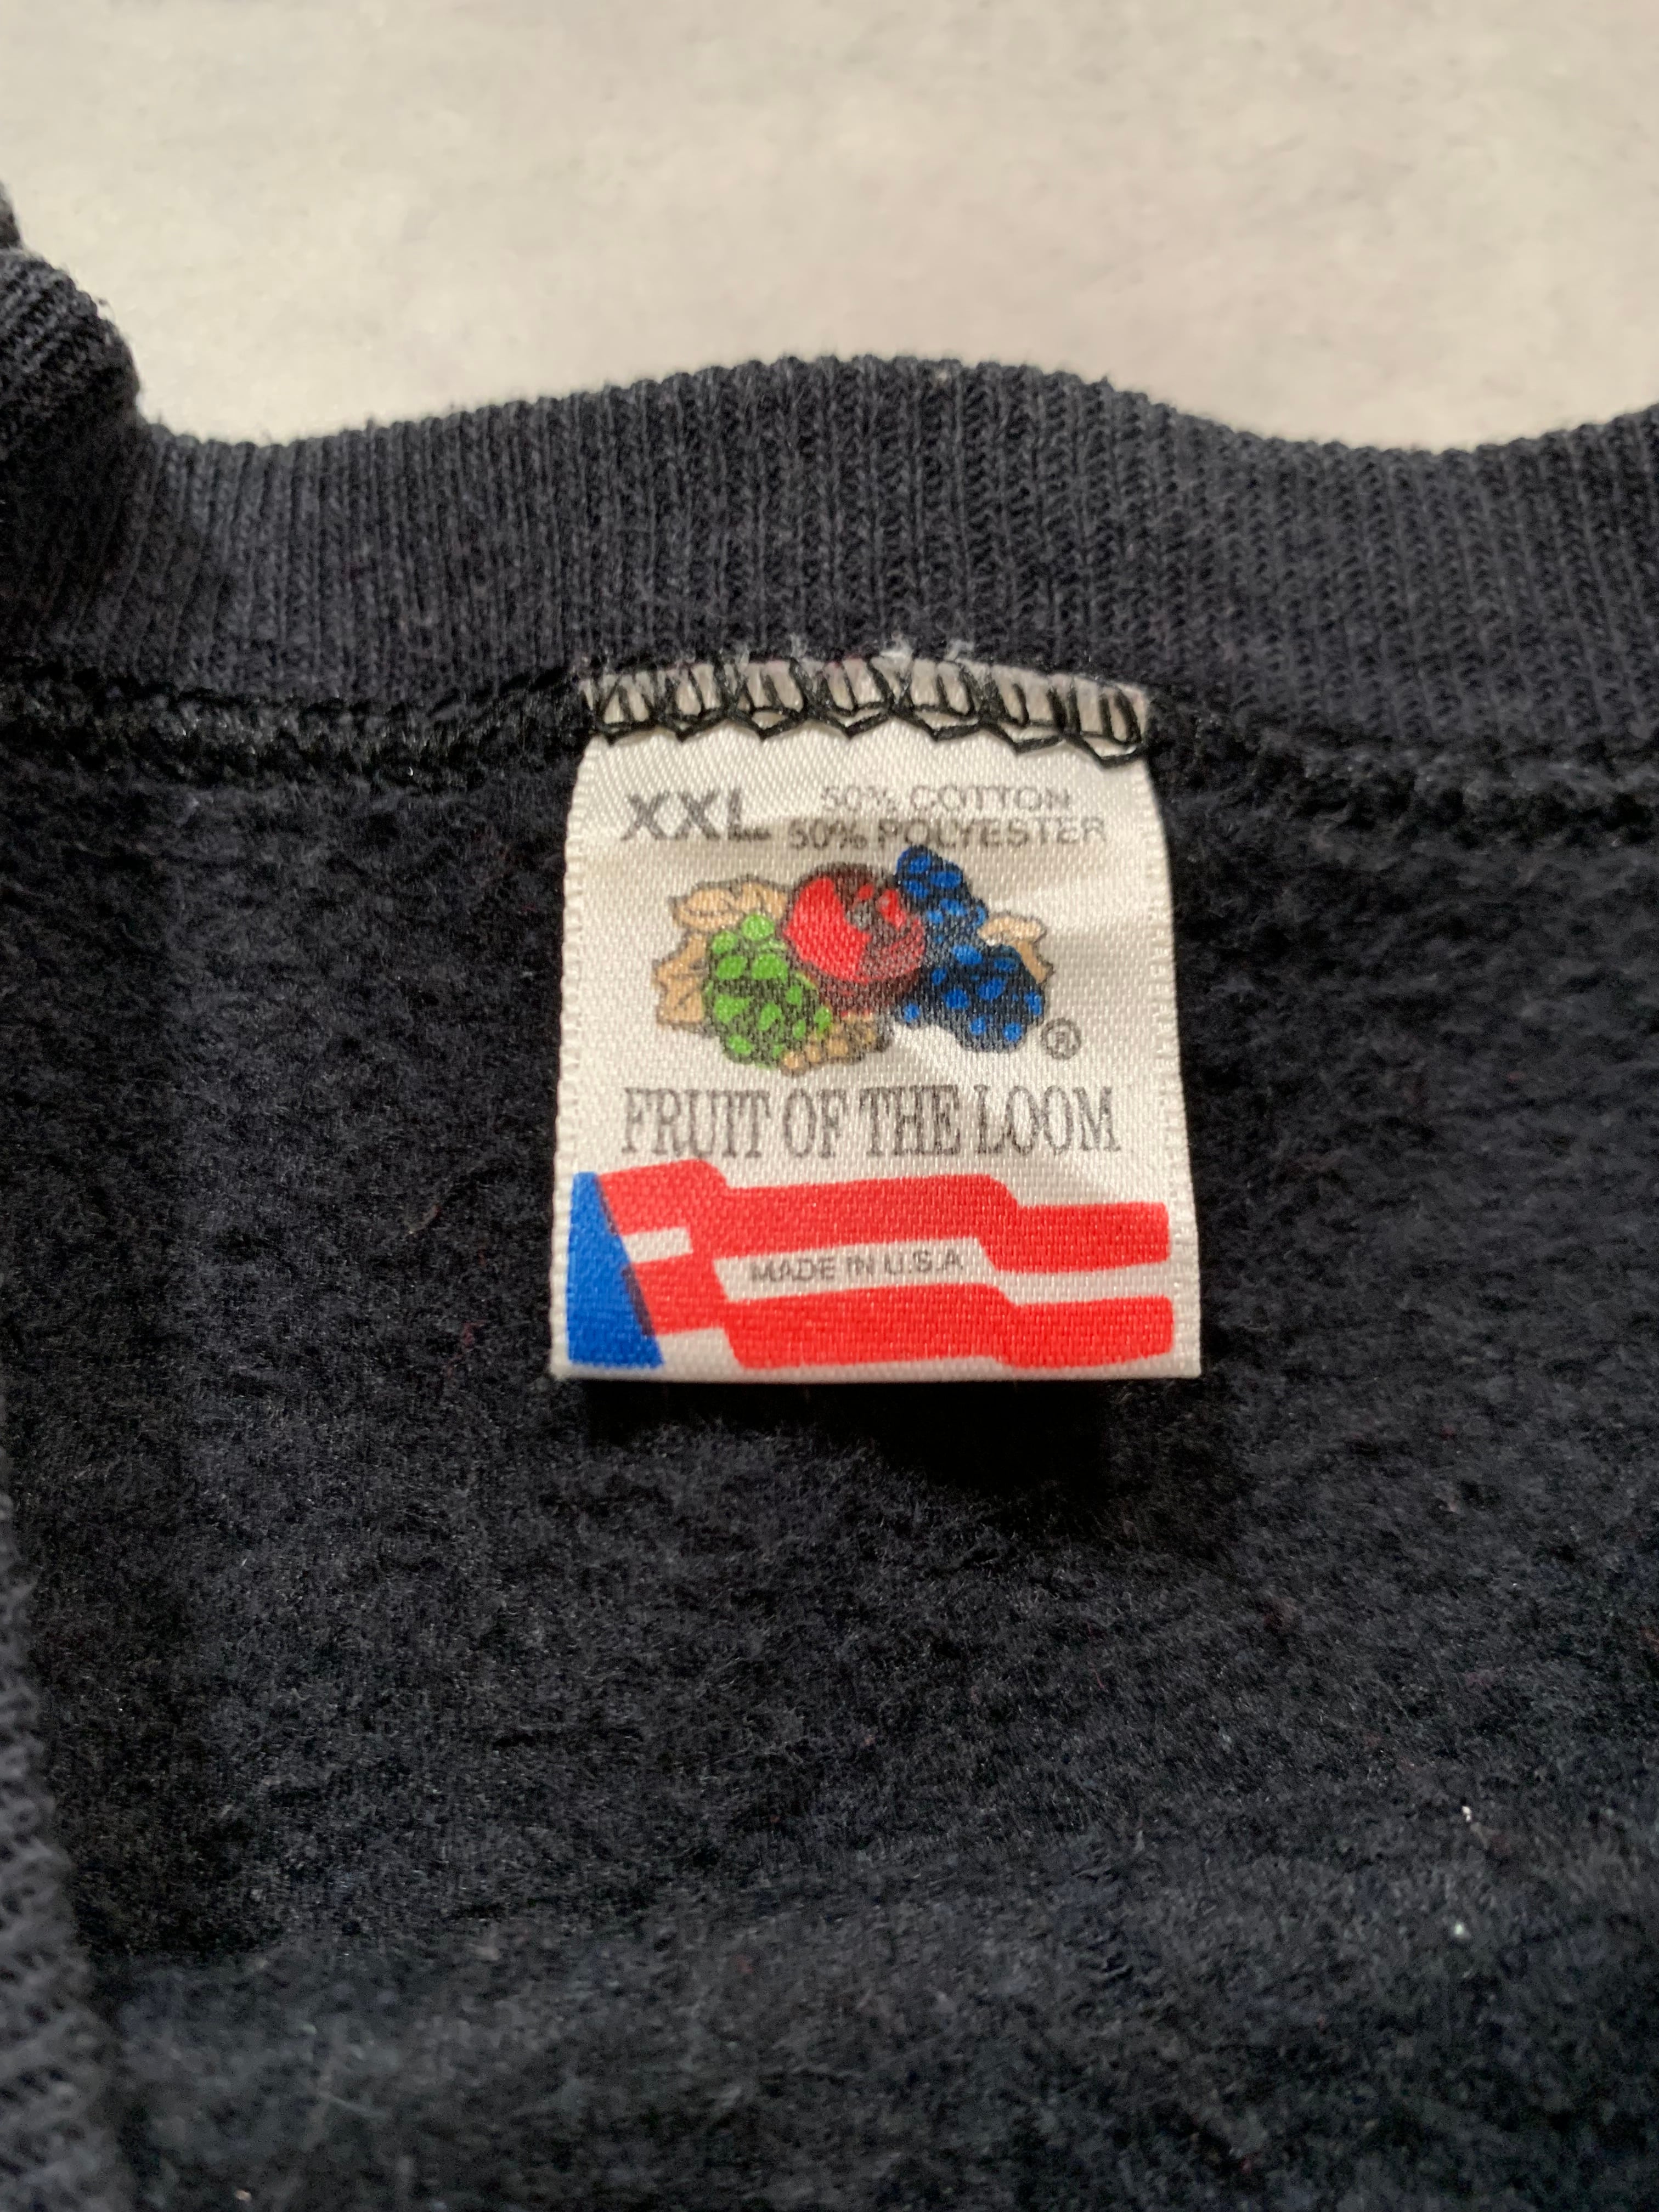 XXL 50% COTTON
50% POLYESTER
®
FRUIT OF THE LOOM
MADE IN U.S.A